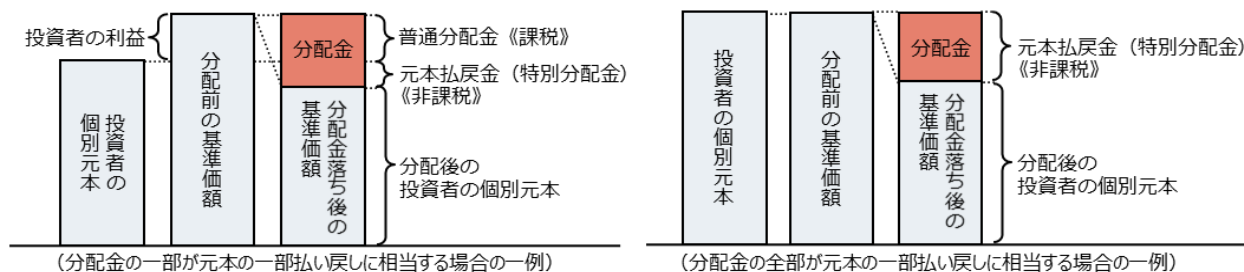 投資者の利益
投資者の
個別元本
分配前の基準価額
分配金
分配金落ち後の
基準価額
普通分配金《課税》
元本払戻金（特別分配金）
《非課税》
分配後の
投資者の個別元本
（分配金の一部が元本の一部払い戻しに相当する場合の一例）
投資者の個別元本
分配前の基準価額
分配金
分配金落ち後の
基準価額
元本払戻金（特別分配金）
《非課税》
分配後の
投資者の個別元本
（分配金の全部が元本の一部払い戻しに相当する場合の一例）